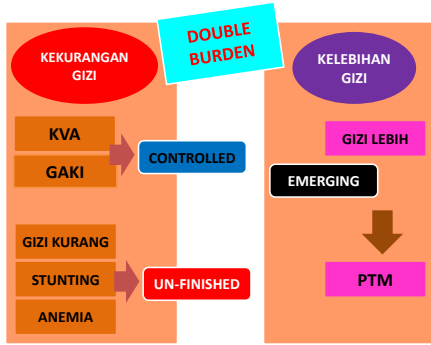 DOUBLE
BURDEN
KEKURANGAN
GIZI
KVA
GAKI
CONTROLLED
GIZI KURANG
STUNTING
ANEMIA
UN-FINISHED
KELEBIHAN
GIZI
GIZI LEBIH
EMERGING
PTM